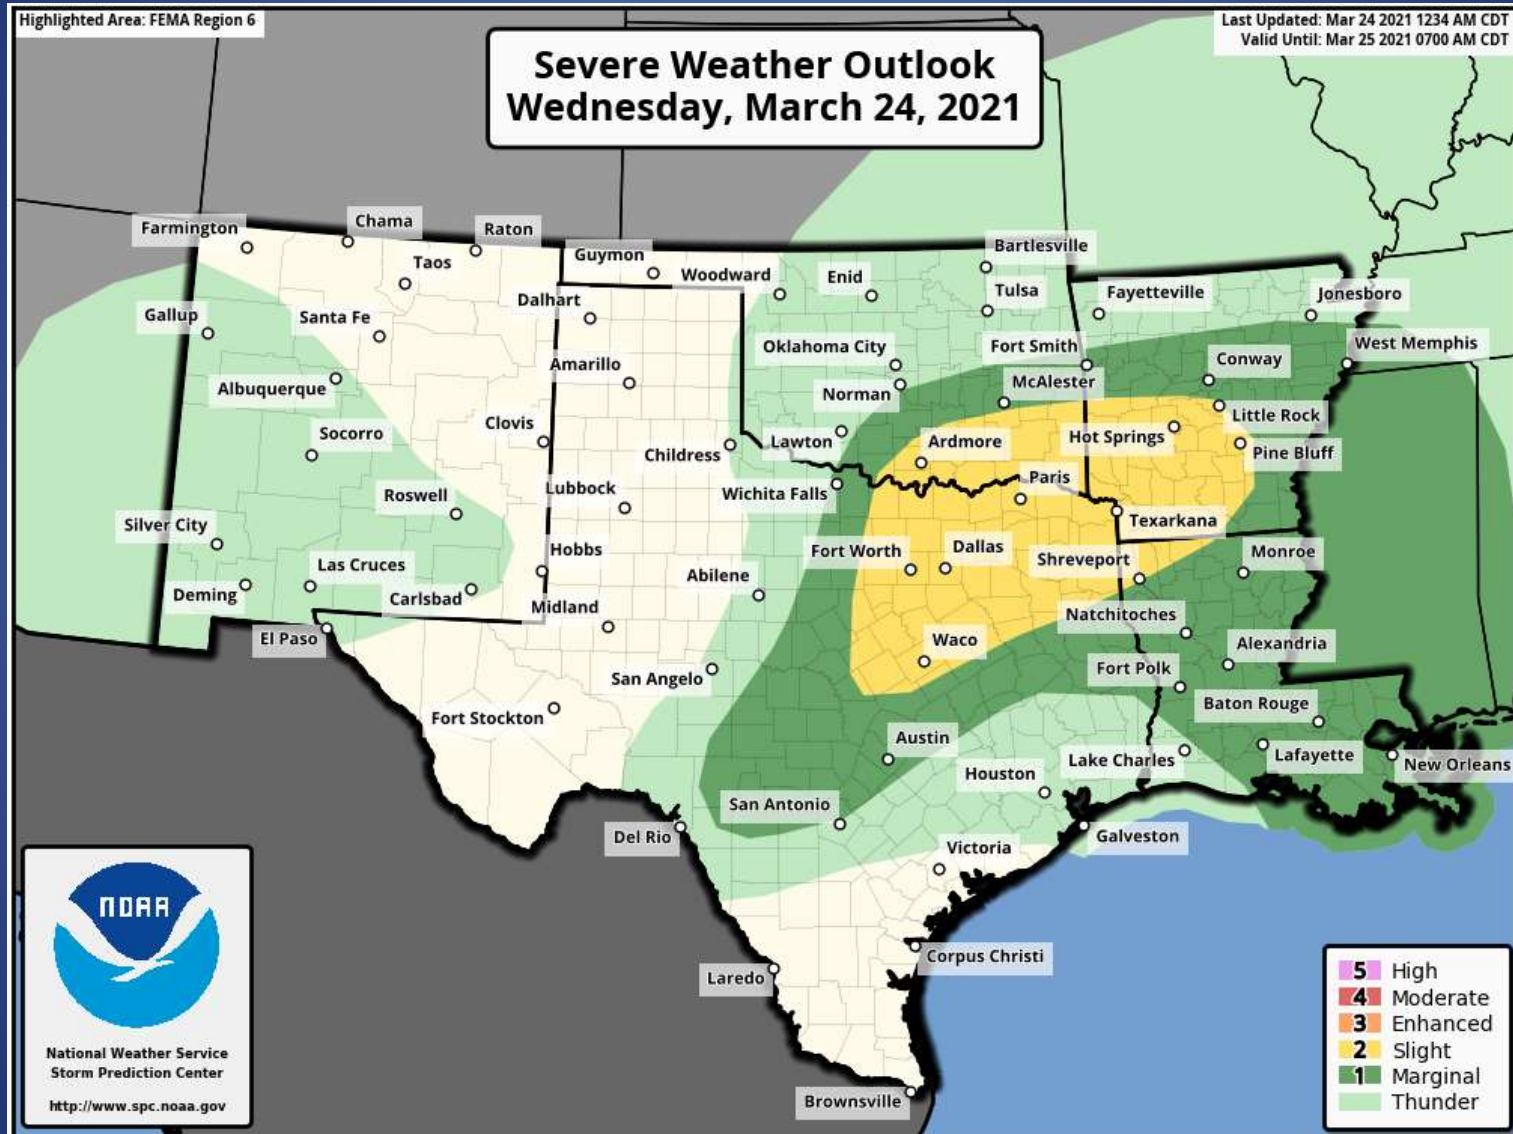 Highlighted Area: FEMA Region 6
Last Updated: Mar 24 2021 1234 AM CDT
Valid Until: Mar 25 2021 0700 AM CDT
Severe Weather Outlook
Wednesday, March 24, 2021
Farmington
Chama
Raton
Taos
Guymon
Woodward
Enid
Bartlesville
Tulsa
Fayetteville
Jonesboro
Gallup
Santa Fe
Dalhart
Oklahoma City
Fort Smith
Conway
West Memphis
Albuquerque
Amarillo
Norman
McAlester
Little Rock
Socorro
Clovis
Childress
Lawton
Ardmore
Hot Springs
Pine Bluff
Roswell
Lubbock
Wichita Falls
Paris
Texarkana
Silver City
Las Cruces
Hobbs
Fort Worth
Dallas
Shreveport
Monroe
Deming
Carlsbad
Midland
Abilene
Natchitoches
El Paso
San Angelo
Waco
Alexandria
Fort Polk
Fort Stockton
Baton Rouge
Austin
Houston
Lake Charles
Lafayette
New Orleans
San Antonio
Del Rio
Galveston
Victoria
Corpus Christi
Laredo
Brownsville
NOAA
National Weather Service
Storm Prediction Center
http://www.spc.noaa.gov
5 High
4 Moderate
3 Enhanced
2 Slight
1 Marginal
Thunder